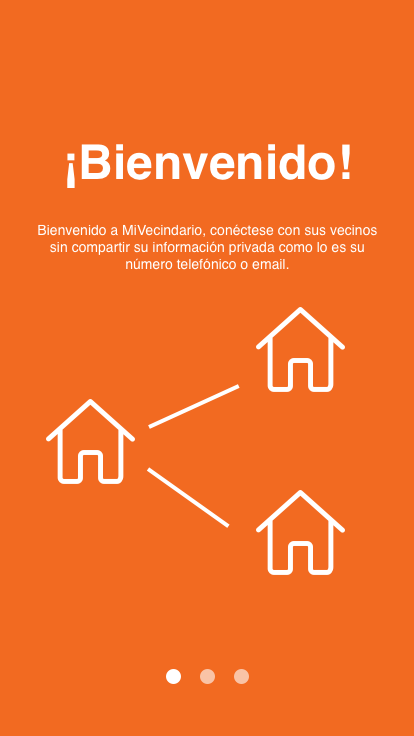 ¡Bienvenido!
Bienvenido a MiVecindario, conéctese con sus vecinos
sin compartir su información privada como lo es su
número telefónico o email.